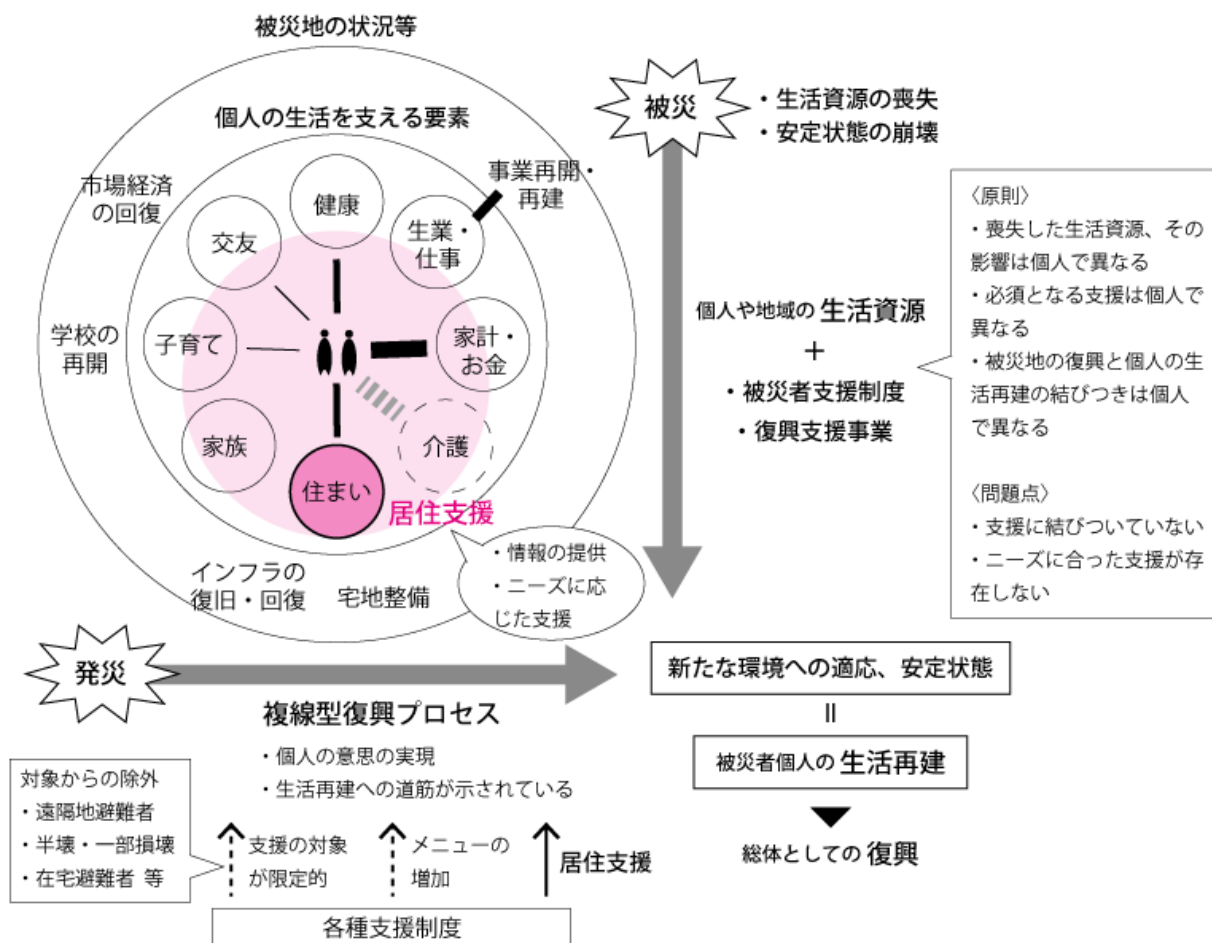 被災地の状況等
個人の生活を支える要素
健康
交友
生業・
仕事
子育て
家計・
お金
家族
介護
住まい
居住支援
市場経済
の回復
事業再開・
再建
学校の
再開
インフラの
復旧・回復
宅地整備
・情報の提供
・ニーズに応
じた支援
被災
・生活資源の喪失
・安定状態の崩壊
個人や地域の 生活資源
+
・被災者支援制度
・復興支援事業
〈原則〉
・喪失した生活資源、その
影響は個人で異なる
・必須となる支援は個人で
異なる
・被災地の復興と個人の生
活再建の結びつきは個人
で異なる
〈問題点〉
・支援に結びついていない
・ニーズに合った支援が存
在しない
発災
複線型復興プロセス
・個人の意思の実現
・生活再建への道筋が示されている
対象からの除外
・遠隔地避難者
・半壊・一部損壊
・在宅避難者 等
支援の対象
が限定的
メニューの
増加
居住支援
各種支援制度
新たな環境への適応、安定状態
=
被災者個人の 生活再建
総体としての 復興